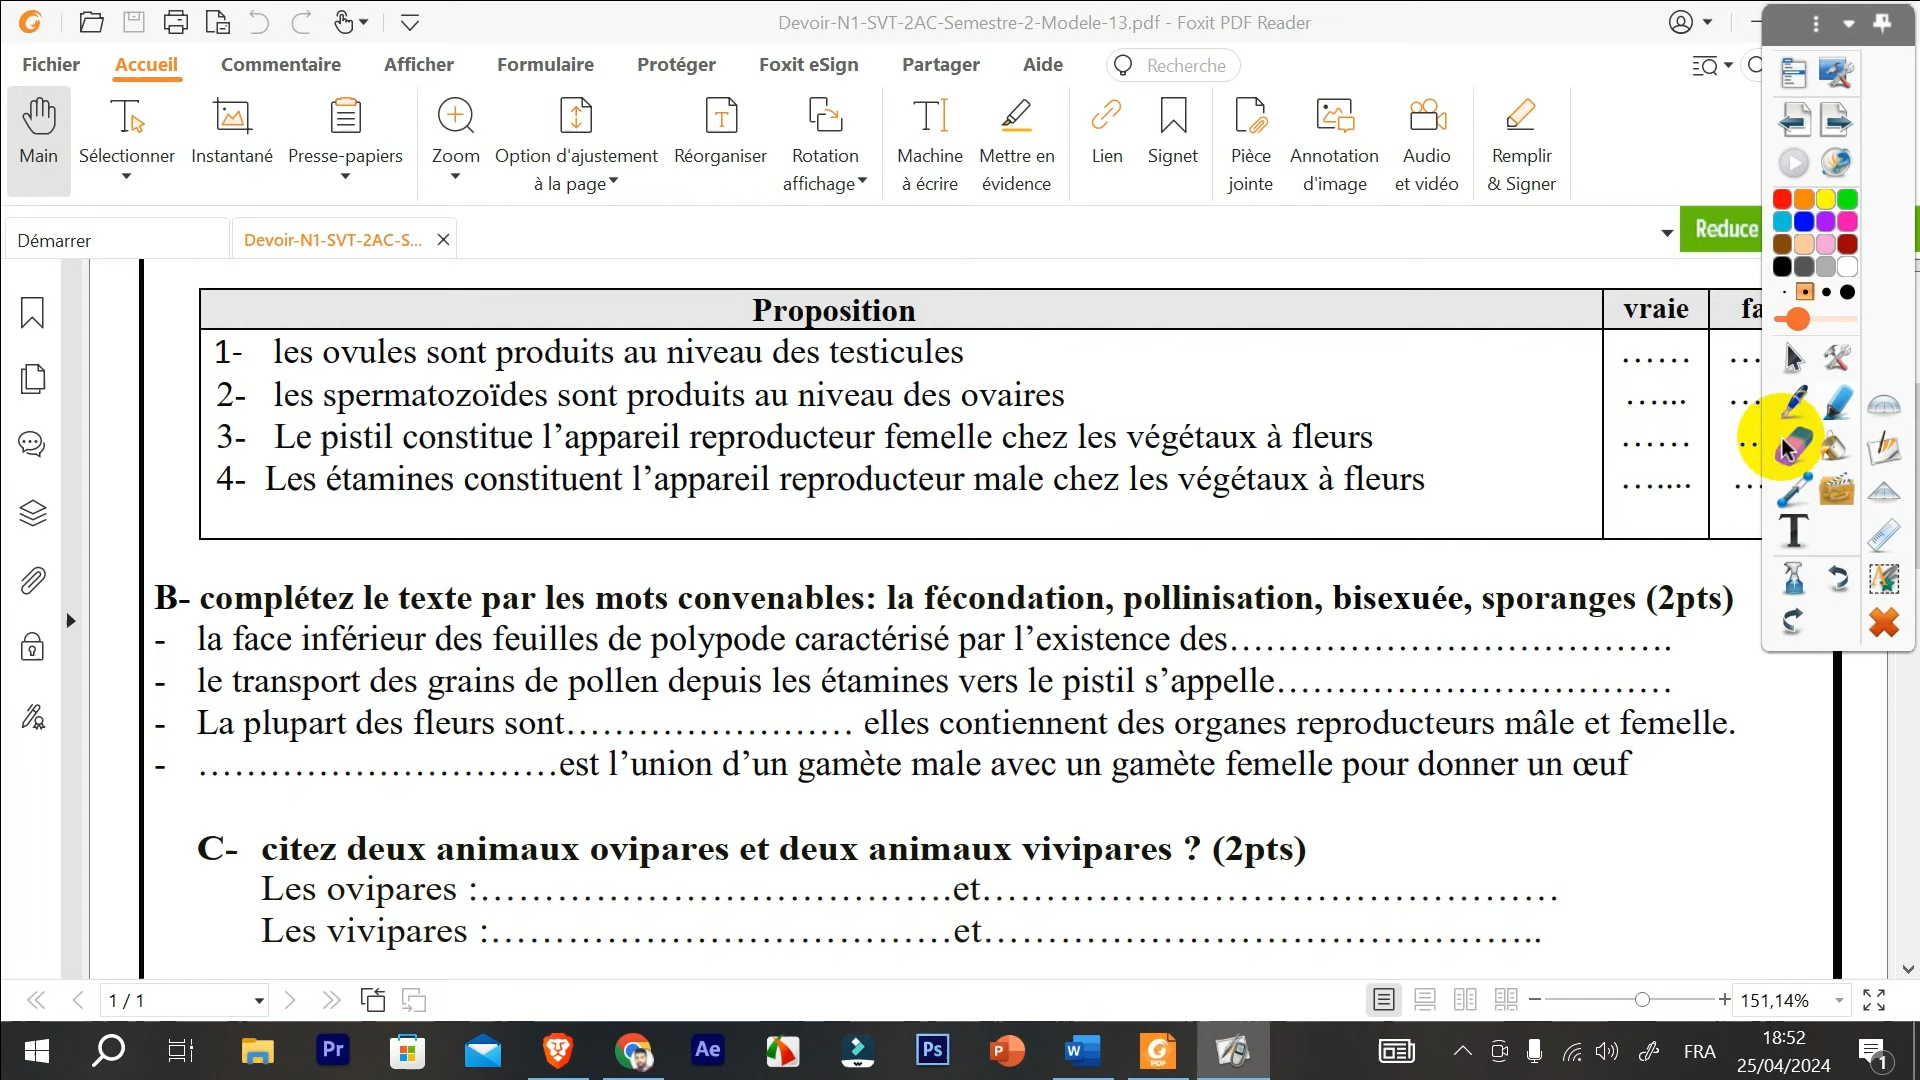 Devoir-N1-SVT-2AC-Semestre-2-Modele-13.pdf - Foxit PDF Reader
Fichier Accueil Commentaire Afficher Formulaire Protéger Foxit eSign Partager Aide Recherche
Main
Sélectionner
Instantané
Presse-papiers
Zoom
Option d'ajustement
à la page
Réorganiser
Rotation
affichage
Machine
à écrire
Mettre en
évidence
Lien
Signet
Pièce
jointe
Annotation
d'image
Audio
et vidéo
Remplir
& Signer
Démarrer
Devoir-N1-SVT-2AC-S...
Reduce
Proposition vraie fa
1- les ovules sont produits au niveau des testicules …… …
2- les spermatozoïdes sont produits au niveau des ovaires …... …
3- Le pistil constitue l’appareil reproducteur femelle chez les végétaux à fleurs …… …
4- Les étamines constituent l’appareil reproducteur male chez les végétaux à fleurs ….... …
B- complétez le texte par les mots convenables: la fécondation, pollinisation, bisexuée, sporanges (2pts)
- la face inférieur des feuilles de polypode caractérisé par l’existence des……………………………….
- le transport des grains de pollen depuis les étamines vers le pistil s’appelle……………………………
- La plupart des fleurs sont…………………… elles contiennent des organes reproducteurs mâle et femelle.
- …………………………est l’union d’un gamète male avec un gamète femelle pour donner un œuf
C- citez deux animaux ovipares et deux animaux vivipares ? (2pts)
Les ovipares :………………………………….et…………………………………………
Les vivipares :…………………………………et………………………………………..
T
1 / 1
151,14%
Pr
Ae
Ps
P
W
PDF
FRA
18:52
25/04/2024
1